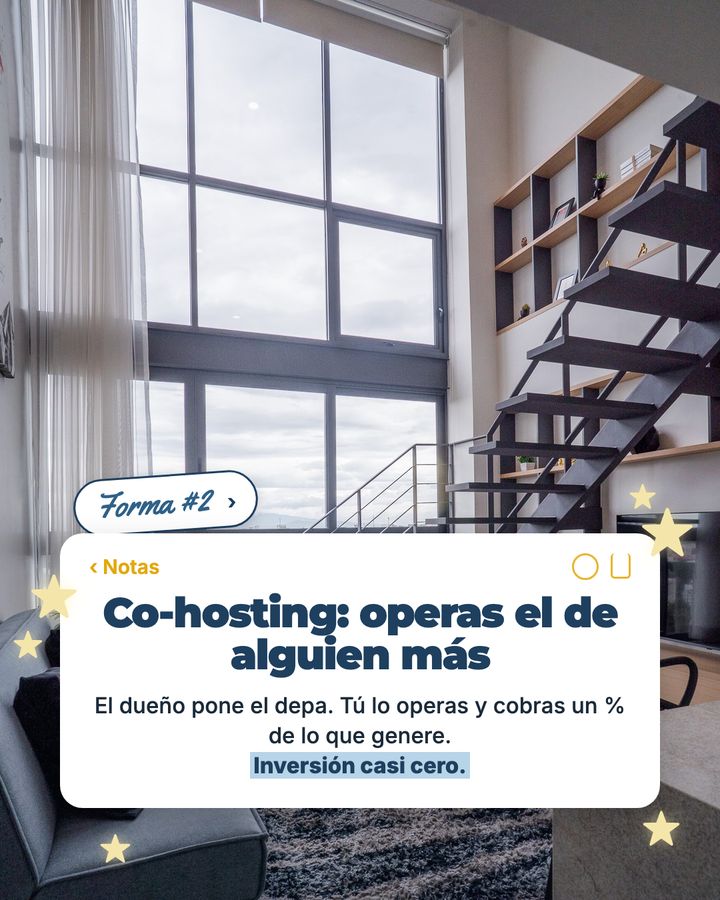 Forma #2 ›
‹ Notas
Co-hosting: operas el de
alguien más
El dueño pone el depa. Tú lo operas y cobras un %
de lo que genere.
Inversión casi cero.